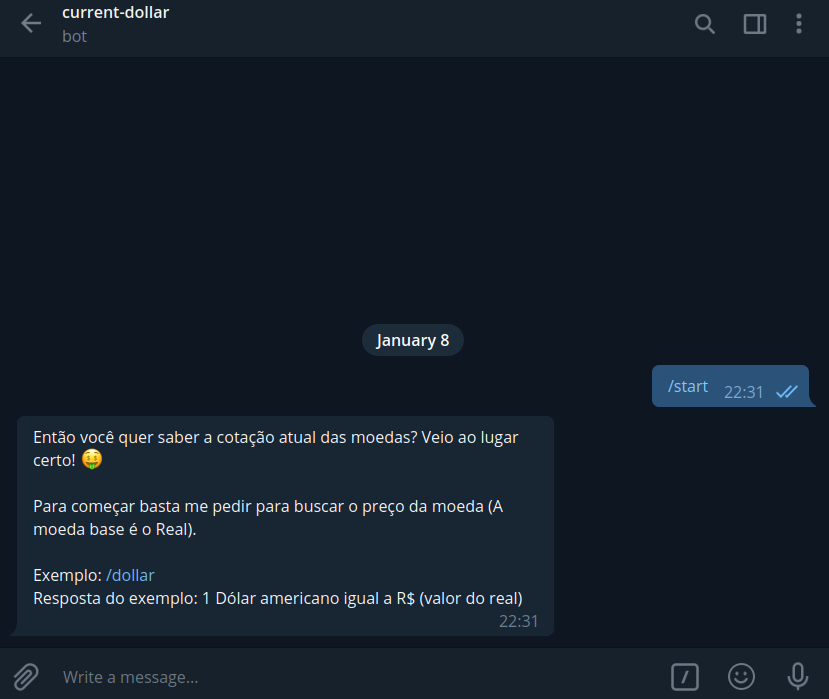 current-dollar
bot
January 8
/start 22:31
Então você quer saber a cotação atual das moedas? Veio ao lugar
certo! 🤑
Para começar basta me pedir para buscar o preço da moeda (A
moeda base é o Real).
Exemplo: /dollar
Resposta do exemplo: 1 Dólar americano igual a R$ (valor do real)
22:31
Write a message...